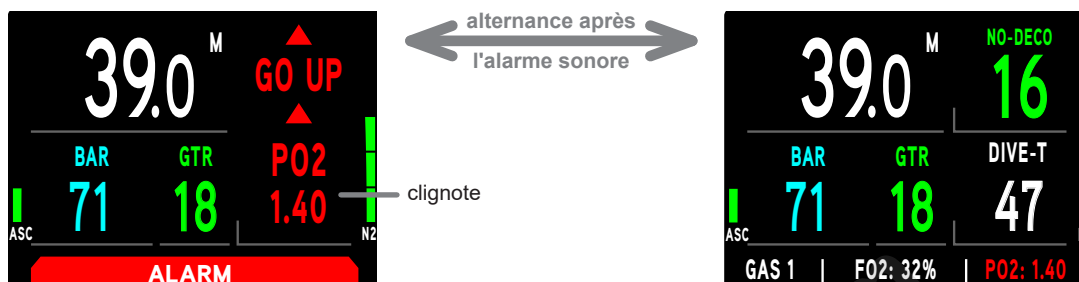 39.0 M
GO UP
BAR
71
GTR
18
PO2
1.40
ASC
N2
ALARM
alternance après
l'alarme sonore
clignote
39.0 M
NO-DECO
16
BAR
71
GTR
18
DIVE-T
47
ASC
GAS 1 | FO2: 32% | PO2: 1.40